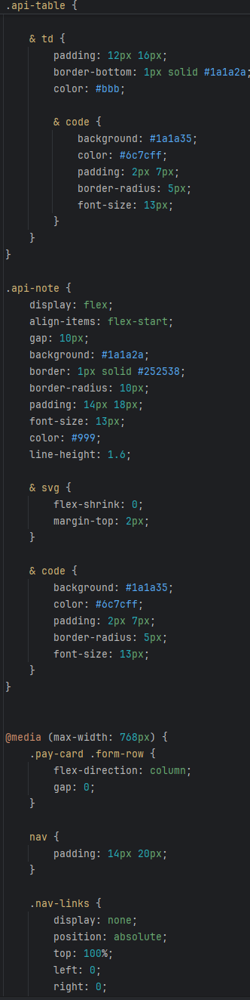 .api-table {
& td {
padding: 12px 16px;
border-bottom: 1px solid #1a1a2a;
color: #bbb;
& code {
background: #1a1a35;
color: #6c7cff;
padding: 2px 7px;
border-radius: 5px;
font-size: 13px;
}
}
}
.api-note {
display: flex;
align-items: flex-start;
gap: 10px;
background: #1a1a2a;
border: 1px solid #252538;
border-radius: 10px;
padding: 14px 18px;
font-size: 13px;
color: #999;
line-height: 1.6;
& svg {
flex-shrink: 0;
margin-top: 2px;
}
& code {
background: #1a1a35;
color: #6c7cff;
padding: 2px 7px;
border-radius: 5px;
font-size: 13px;
}
}
@media (max-width: 768px) {
.pay-card .form-row {
flex-direction: column;
gap: 0;
}
nav {
padding: 14px 20px;
}
.nav-links {
display: none;
position: absolute;
top: 100%;
left: 0;
right: 0;